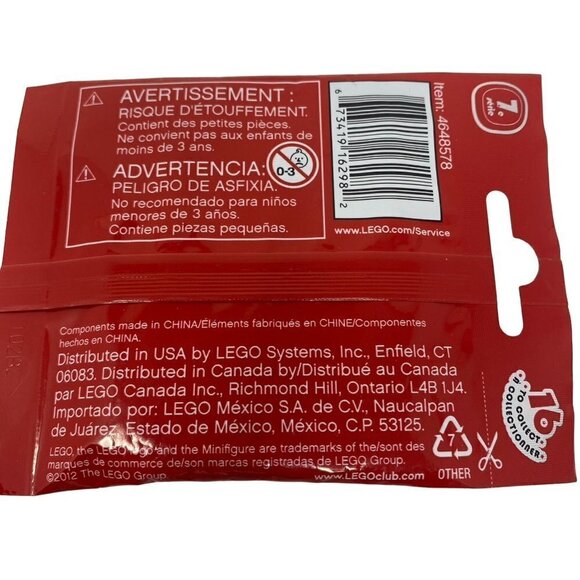 AVERTISSEMENT :
RISQUE D'ÉTOUFFEMENT.
Contient des petites pièces.
Ne convient pas aux enfants de
moins de 3 ans.
ADVERTENCIA:
PELIGRO DE ASFIXIA.
No recomendado para niños
menores de 3 años.
Contiene piezas pequeñas.
0-3
6 73419 16298 2
www.LEGO.com/Service
Item: 4648578
7e
série
Components made in CHINA/Éléments fabriqués en CHINE/Componentes
hechos en CHINA.
Distributed in USA by LEGO Systems, Inc., Enfield, CT
06083. Distributed in Canada by/Distribué au Canada
par LEGO Canada Inc., Richmond Hill, Ontario L4B 1J4.
Importado por: LEGO México S.A. de C.V., Naucalpan
de Juárez, Estado de México, México, C.P. 53125.
LEGO, the LEGO logo and the Minifigure are trademarks of the/sont des
marques de commerce de/son marcas registradas de LEGO Group.
©2012 The LEGO Group.
www.LEGOclub.com
7
OTHER
16
TO COLLECT
À COLLECTIONNER